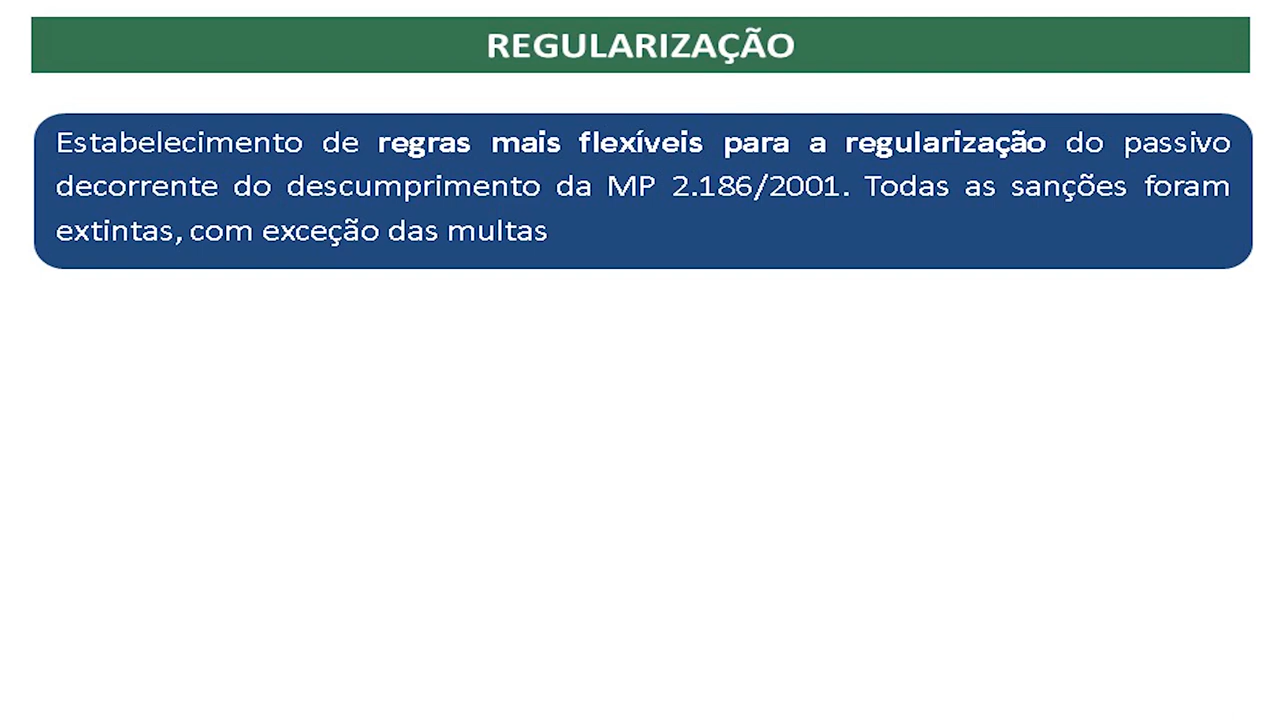 REGULARIZAÇÃO
Estabelecimento de regras mais flexíveis para a regularização do passivo
decorrente do descumprimento da MP 2.186/2001. Todas as sanções foram
extintas, com exceção das multas